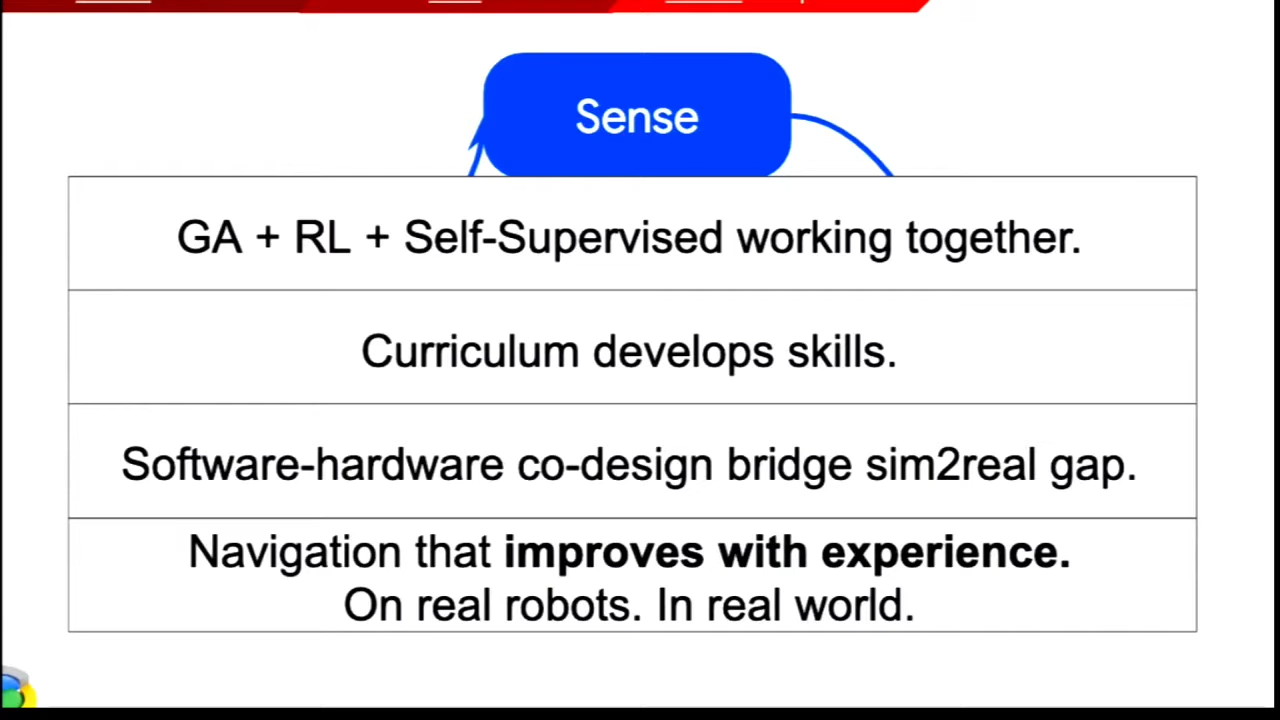 Sense
GA + RL + Self-Supervised working together.
Curriculum develops skills.
Software-hardware co-design bridge sim2real gap.
Navigation that improves with experience.
On real robots. In real world.